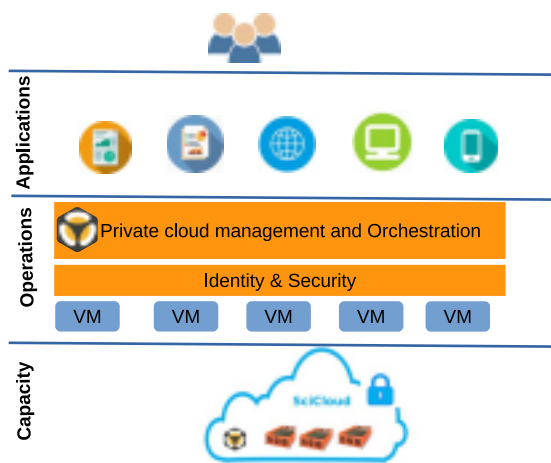 Applications
Operations
Private cloud management and Orchestration
Identity & Security
VM VM VM VM VM
Capacity
SciCloud